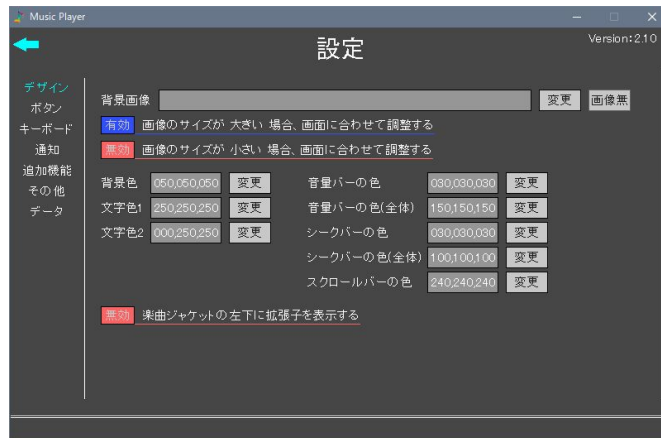 Music Player
Version:2.10
設定
デザイン
ボタン
キーボード
通知
追加機能
その他
データ
背景画像 変更 画像無
有効 画像のサイズが 大きい 場合、画面に合わせて調整する
無効 画像のサイズが 小さい 場合、画面に合わせて調整する
背景色 050,050,050 変更 音量バーの色 030,030,030 変更
文字色1 250,250,250 変更 音量バーの色(全体) 150,150,150 変更
文字色2 000,250,250 変更 シークバーの色 030,030,030 変更
シークバーの色(全体) 100,100,100 変更
スクロールバーの色 240,240,240 変更
無効 楽曲ジャケットの左下に拡張子を表示する